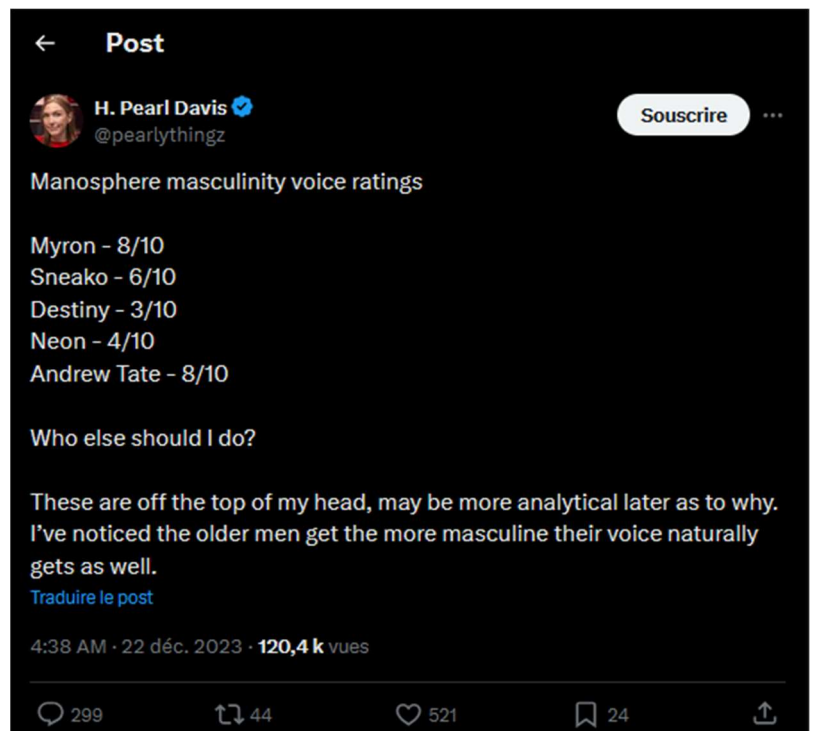 Post
H. Pearl Davis
@pearlythingz
Souscrire
Manosphere masculinity voice ratings
Myron - 8/10
Sneako - 6/10
Destiny - 3/10
Neon - 4/10
Andrew Tate - 8/10
Who else should I do?
These are off the top of my head, may be more analytical later as to why.
I’ve noticed the older men get the more masculine their voice naturally
gets as well.
Traduire le post
4:38 AM · 22 déc. 2023 · 120,4 k vues
299 44 521 24